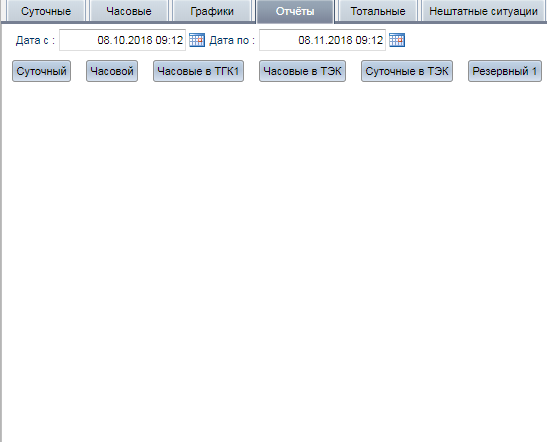 Суточные Часовые Графики Отчёты Тотальные Нештатные ситуации
Дата с : 08.10.2018 09:12 Дата по : 08.11.2018 09:12
Суточный Часовой Часовые в ТГК1 Часовые в ТЭК Суточные в ТЭК Резервный 1